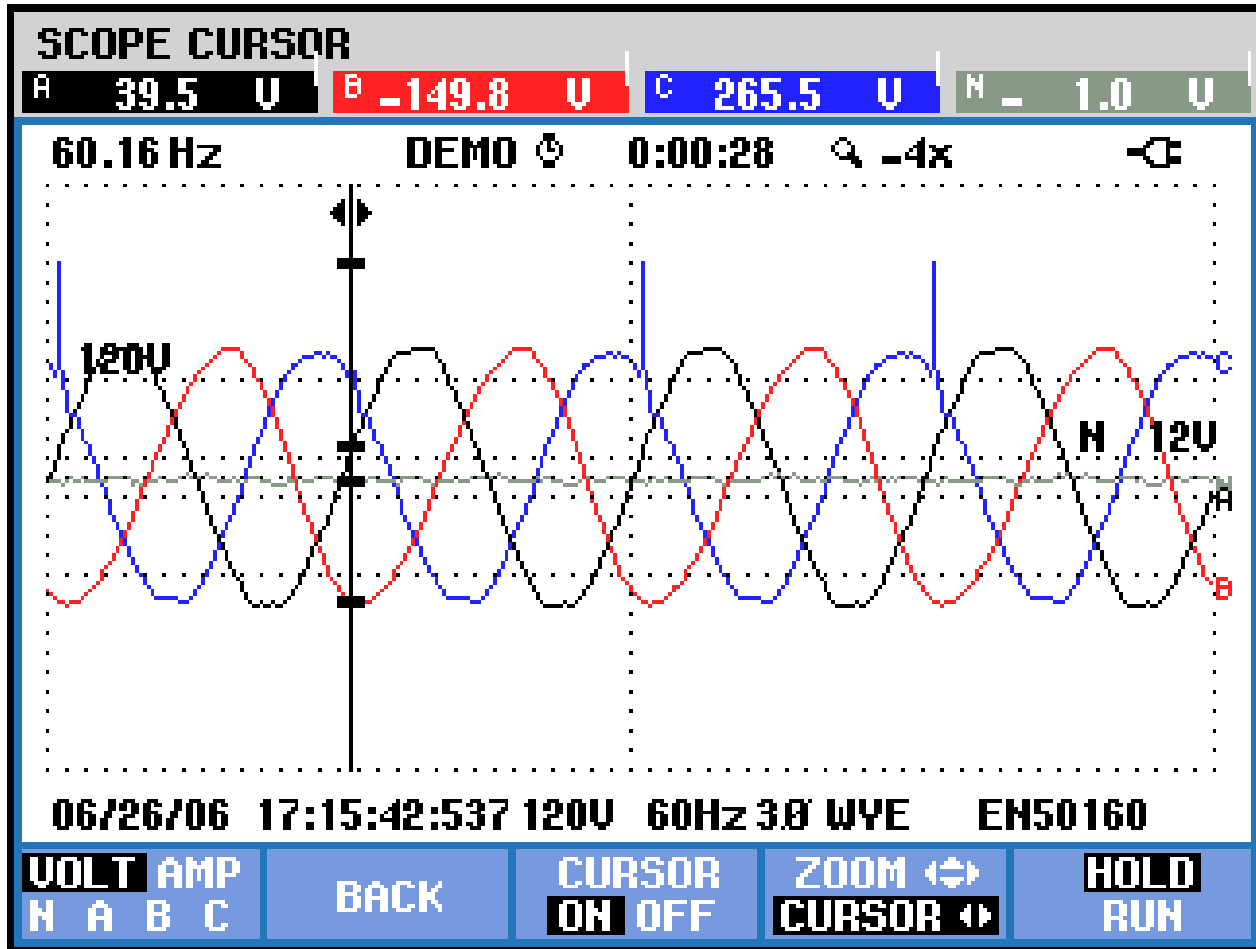 SCOPE CURSOR
A 39.5 V B -149.8 V C 265.5 V N - 1.0 V
60.16 Hz DEMO 0:00:28 -4x
120V
C
N 12V
N
A
B
06/26/06 17:15:42:537 120V 60Hz 3Ø WYE EN50160
VOLT AMP CURSOR ZOOM HOLD
N A B C BACK ON OFF CURSOR RUN